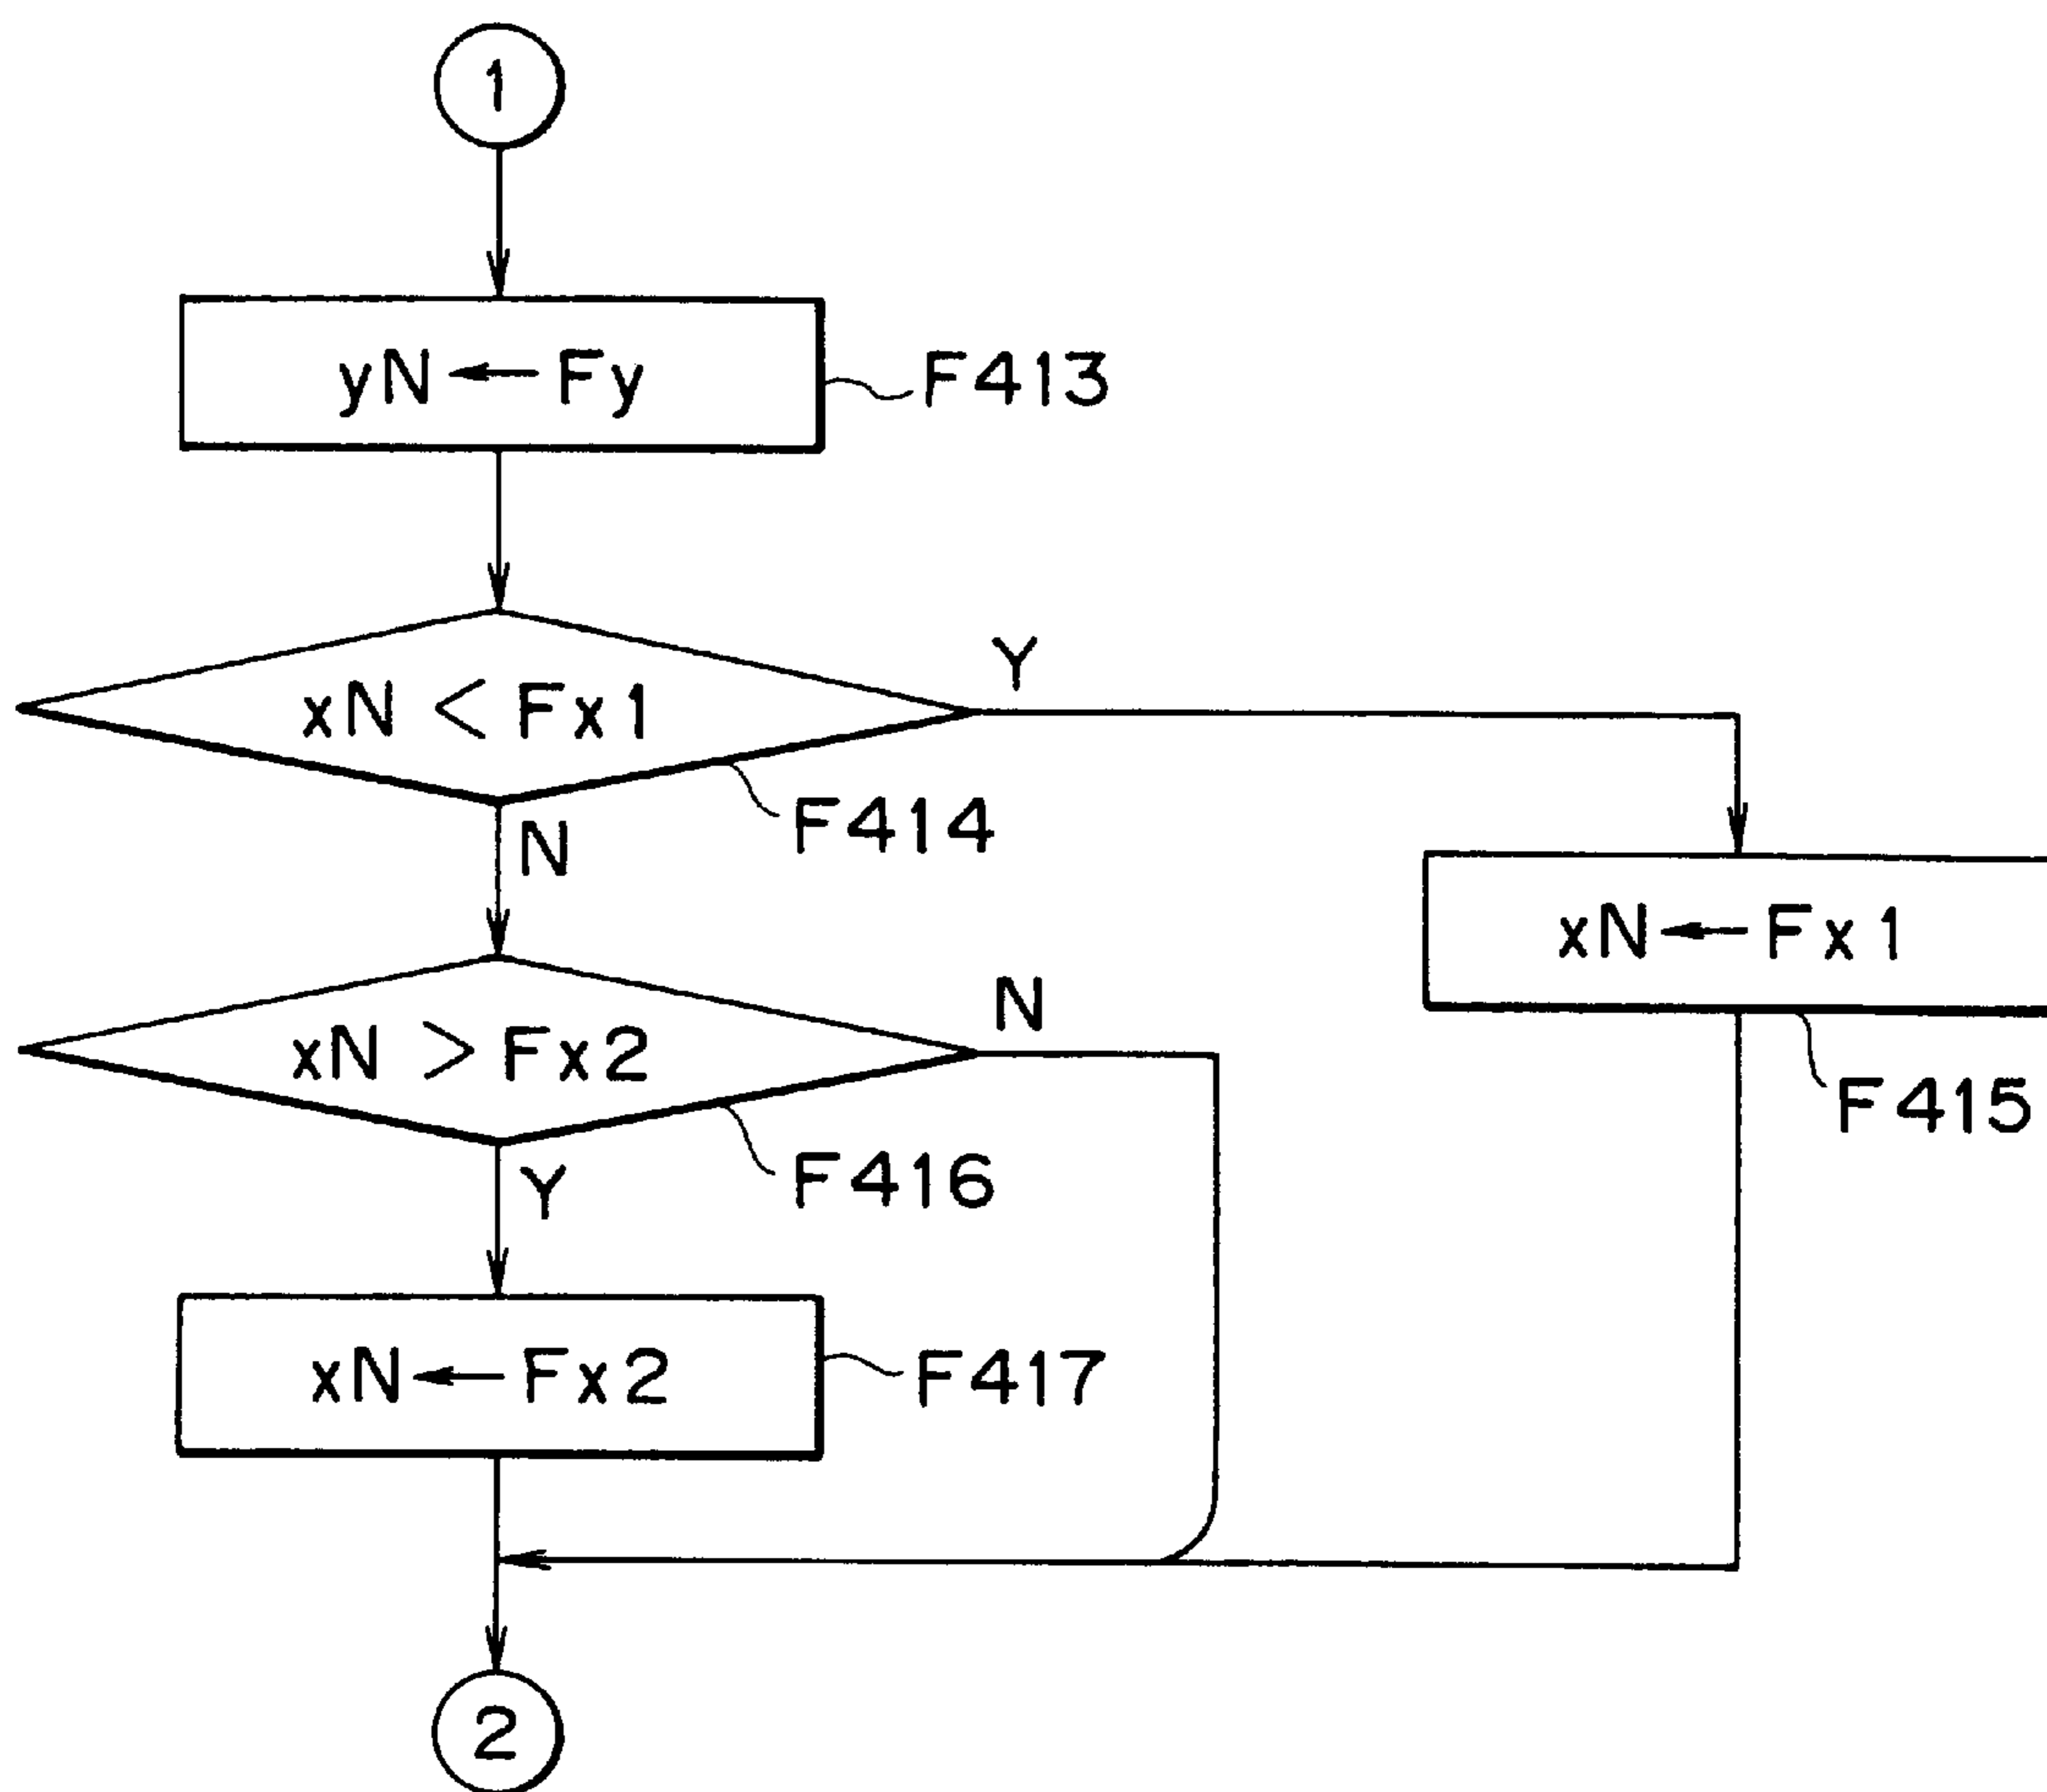 1
yN ← Fy
F413
xN < Fx1
Y
F414
N
xN ← Fx1
F415
xN > Fx2
N
F416
Y
xN ← Fx2
F417
2